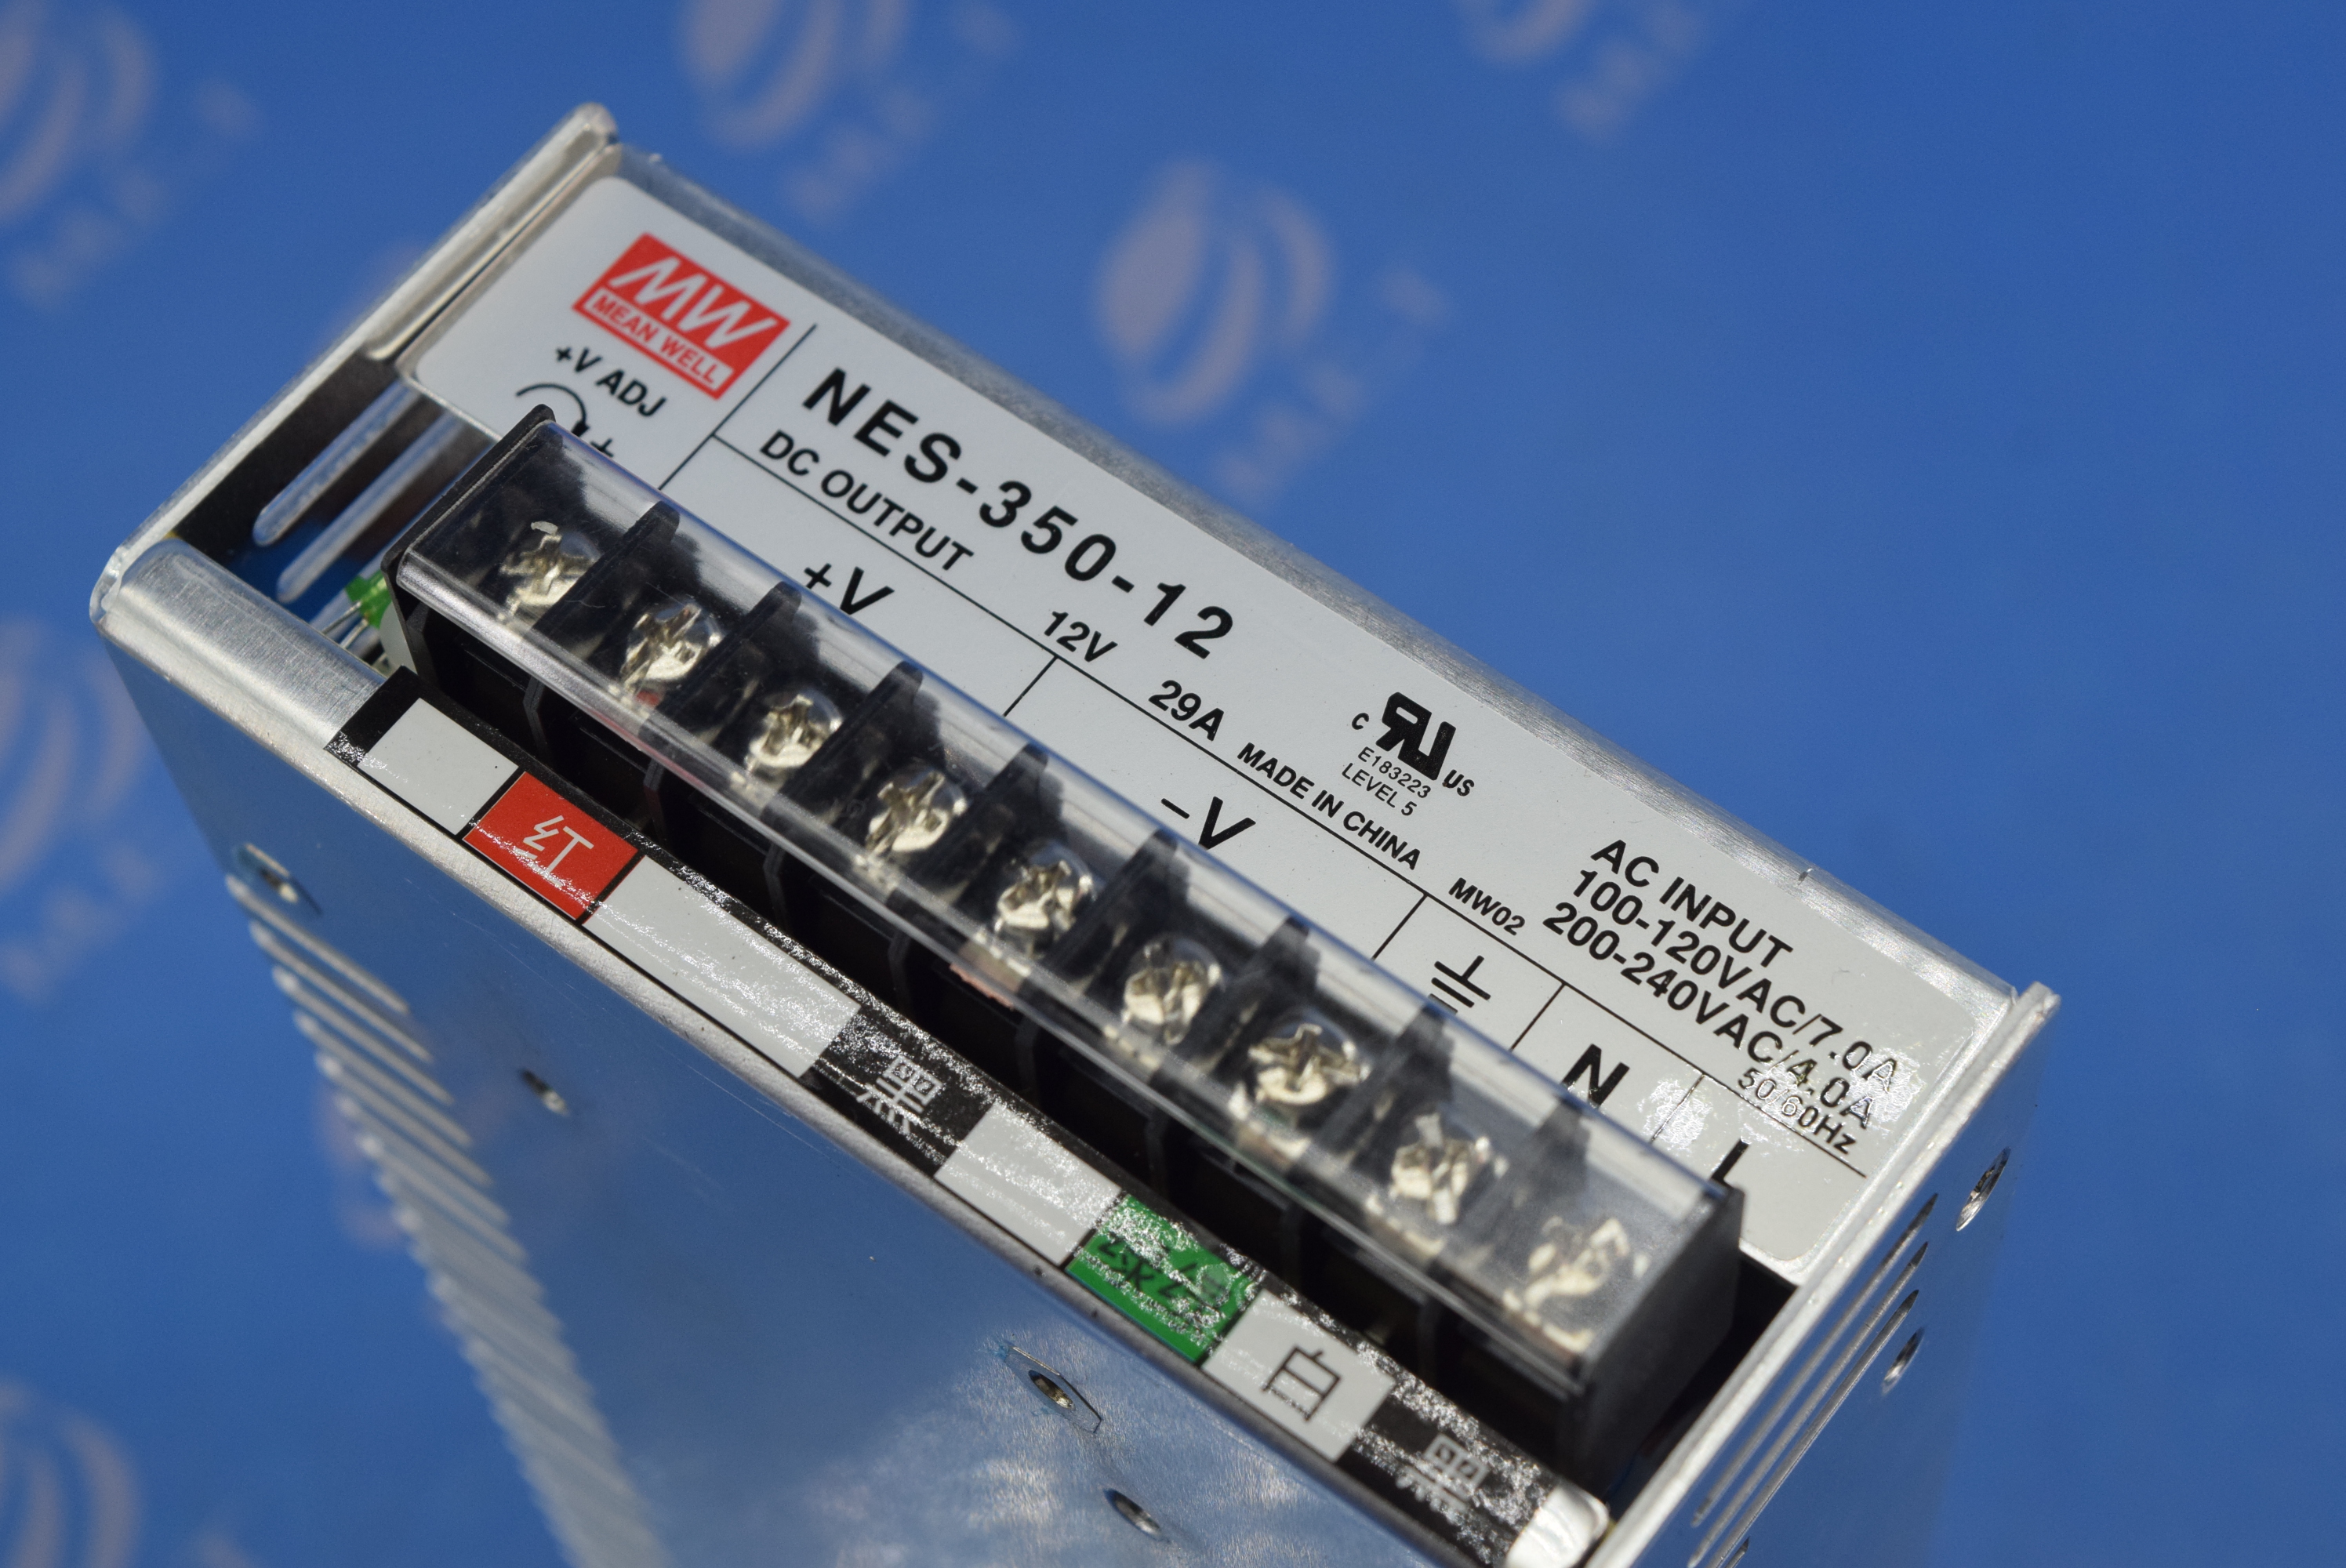 MW
MEAN WELL
+V ADJ
+
NES-350-12
DC OUTPUT 12V 29A
MADE IN CHINA
MW02
c RU us
E183223
LEVEL 5
AC INPUT
100-120VAC/7.0A
200-240VAC/4.0A
50/60Hz
+V
-V
N
L
红
黑
白
黑